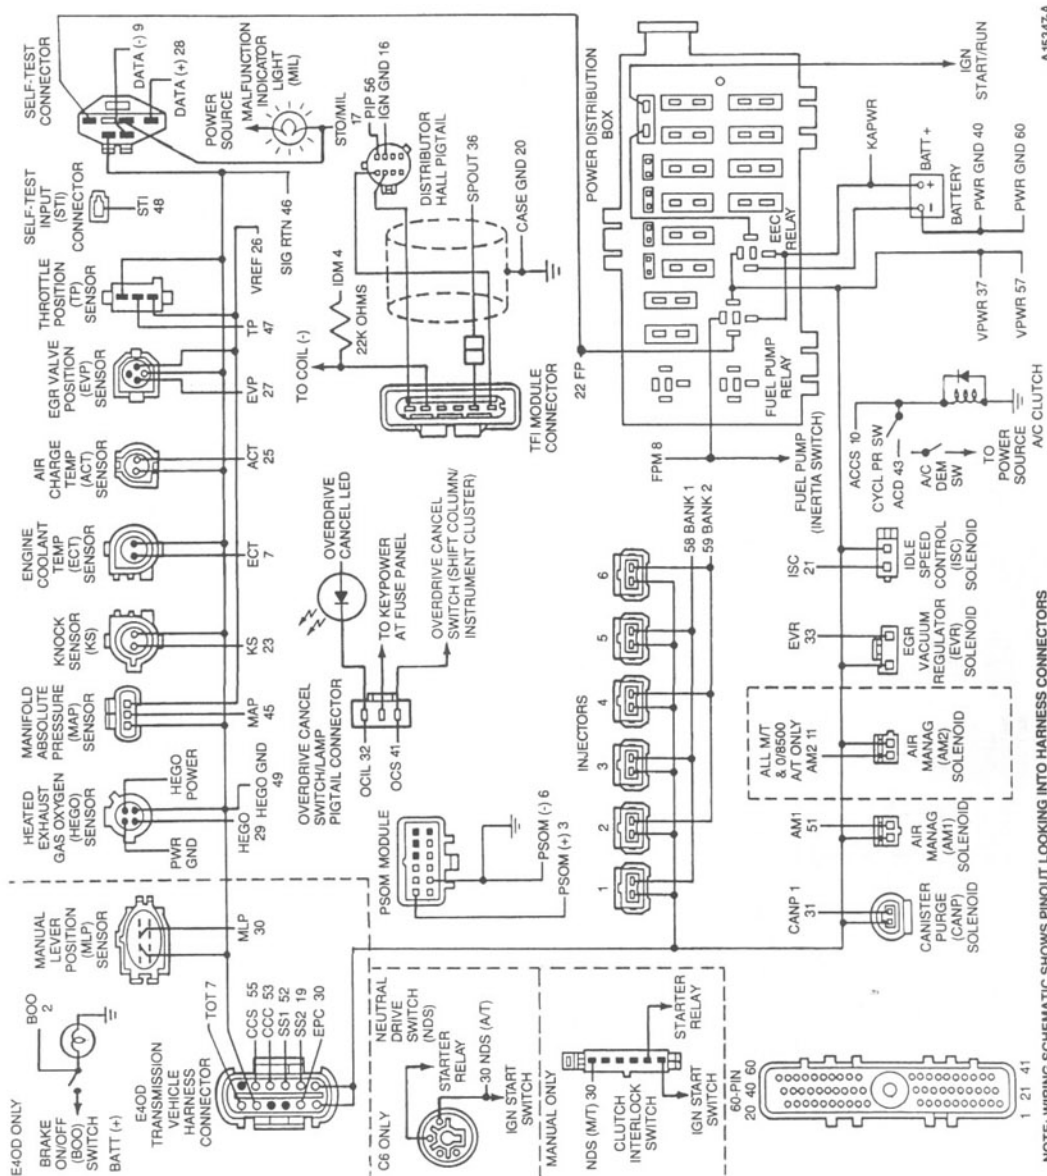 E4OD ONLY
BRAKE
ON/OFF
(BOO)
SWITCH
BATT (+)
BOO
2
MANUAL
LEVER
POSITION
(MLP)
SENSOR
HEATED
EXHAUST
GAS OXYGEN
(HEGO)
SENSOR
MANIFOLD
ABSOLUTE
PRESSURE
(MAP)
SENSOR
KNOCK
SENSOR
(KS)
ENGINE
COOLANT
TEMP
(ECT)
SENSOR
AIR
CHARGE
TEMP
(ACT)
SENSOR
EGR VALVE
POSITION
(EVP)
SENSOR
THROTTLE
POSITION
(TP)
SENSOR
SELF-TEST
INPUT
(STI)
CONNECTOR
STI
48
SELF-TEST
CONNECTOR
DATA (-) 9
DATA (+) 28
POWER
SOURCE
MALFUNCTION
INDICATOR
LIGHT
(MIL)
STO/MIL
17
E4OD
TRANSMISSION
VEHICLE
HARNESS
CONNECTOR
TOT 7
CCS 55
CCC 53
SS1 52
SS2 19
EPC 30
MLP
30
PWR
GND
HEGO
POWER
HEGO
29
HEGO GND
49
MAP
45
KS
23
ECT
7
ACT
25
EVP
27
TP
47
VREF 26
SIG RTN 46
C6 ONLY
NEUTRAL
DRIVE
SWITCH
(NDS)
STARTER
RELAY
30 NDS (A/T)
IGN START
SWITCH
PSOM MODULE
PSOM (-) 6
PSOM (+) 3
OVERDRIVE CANCEL
SWITCH/LAMP
PIGTAIL CONNECTOR
OCIL 32
OCS 41
OVERDRIVE
CANCEL LED
TO KEYPOWER
AT FUSE PANEL
OVERDRIVE CANCEL
SWITCH (SHIFT COLUMN/
INSTRUMENT CLUSTER)
TO COIL (-)
22K OHMS
IDM 4
PIP 56
IGN GND 16
DISTRIBUTOR
HALL PIGTAIL
SPOUT 36
CASE GND 20
TFI MODULE
CONNECTOR
MANUAL ONLY
NDS (M/T) 30
CLUTCH
INTERLOCK
SWITCH
STARTER
RELAY
IGN START
SWITCH
INJECTORS
1
2
3
4
5
6
58 BANK 1
59 BANK 2
22 FP
FPM 8
FUEL PUMP
(INERTIA SWITCH)
POWER DISTRIBUTION
BOX
FUEL PUMP
RELAY
EEC
RELAY
60-PIN
20 40 60
1 21 41
CANP 1
31
CANISTER
PURGE
(CANP)
SOLENOID
AM1
51
AIR
MANAG
(AM1)
SOLENOID
ALL M/T
& 0/8500
A/T ONLY
AM2 11
AIR
MANAG
(AM2)
SOLENOID
EVR
33
EGR
VACUUM
REGULATOR
(EVR)
SOLENOID
ISC
21
IDLE
SPEED
CONTROL
(ISC)
SOLENOID
ACCS 10
CYCL PR SW
ACD 43
A/C
DEM
SW
TO
POWER
SOURCE
A/C CLUTCH
VPWR 37
VPWR 57
KAPWR
BATT+
BATTERY
PWR GND 40
PWR GND 60
IGN
START/RUN
NOTE: WIRING SCHEMATIC SHOWS PINOUT LOOKING INTO HARNESS CONNECTORS
A15247-A